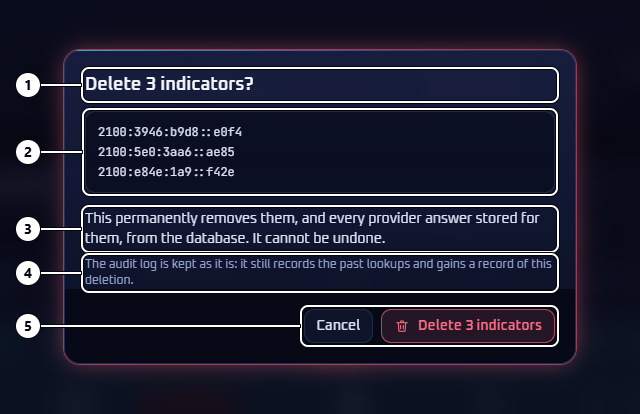 1 Delete 3 indicators?
2 2100:3946:b9d8::e0f4
2100:5e0:3aa6::ae85
2100:e84e:1a9::f42e
3 This permanently removes them, and every provider answer stored for
them, from the database. It cannot be undone.
4 The audit log is kept as it is: it still records the past lookups and gains a record of this
deletion.
5 Cancel Delete 3 indicators